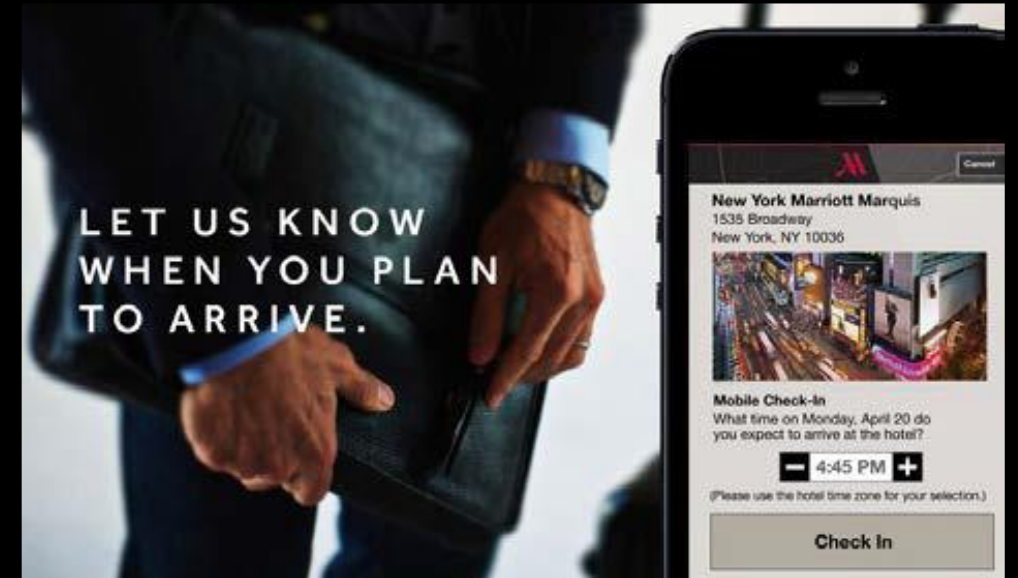 LET US KNOW
WHEN YOU PLAN
TO ARRIVE.
Cancel
New York Marriott Marquis
1535 Broadway
New York, NY 10036
Mobile Check-In
What time on Monday, April 20 do
you expect to arrive at the hotel?
4:45 PM
(Please use the hotel time zone for your selection.)
Check In